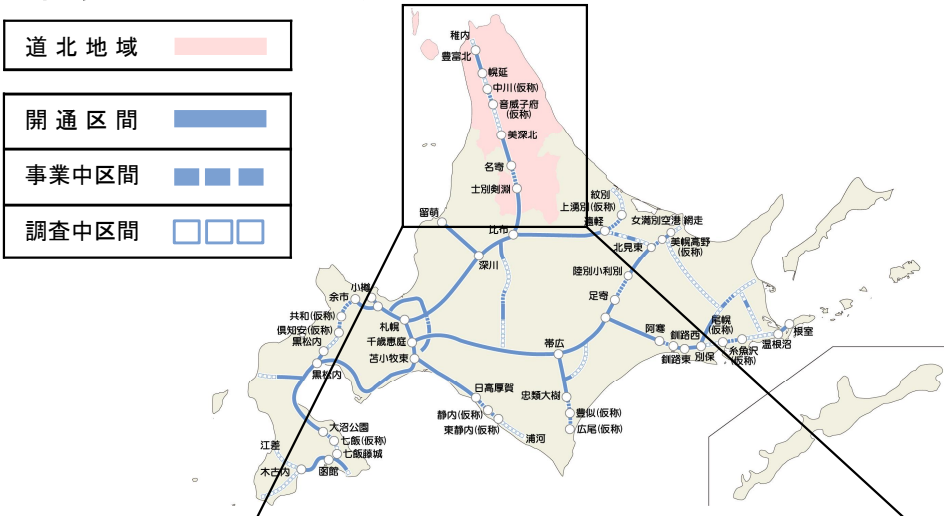 道北地域
開通区間
事業中区間
調査中区間
稚内
豊富北
幌延
中川(仮称)
音威子府
(仮称)
美深北
名寄
士別剣淵
紋別
上湧別(仮称)
遠軽
女満別空港
網走
北見東
美幌高野
(仮称)
留萌
比布
深川
陸別小利別
足寄
小樽
余市
共和(仮称)
倶知安(仮称)
黒松内
黒松内
札幌
千歳恵庭
苫小牧東
帯広
阿寒
釧路西
釧路東
別保
尾幌
(仮称)
糸魚沢
(仮称)
温根沼
根室
日高厚賀
静内(仮称)
東静内(仮称)
浦河
忠類大樹
豊似(仮称)
広尾(仮称)
大沼公園
七飯(仮称)
七飯藤城
江差
木古内
函館